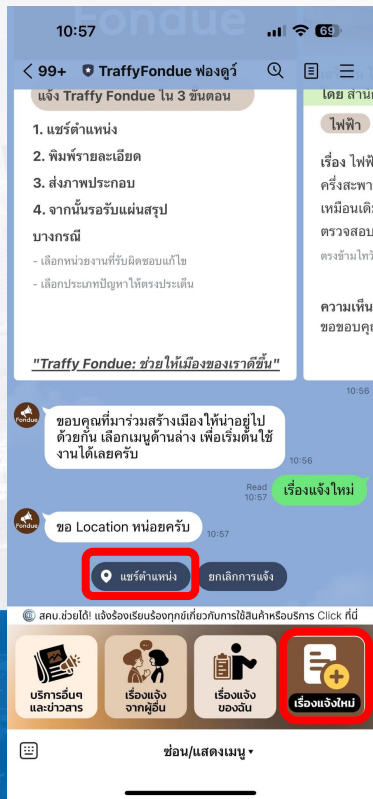 10:57
69
99+ TraffyFondue ฟองดูว์
แจ้ง Traffy Fondue ใน 3 ขั้นตอน
1. แชร์ตำแหน่ง
2. พิมพ์รายละเอียด
3. ส่งภาพประกอบ
4. จากนั้นรอรับแผ่นสรุป
บางกรณี
- เลือกหน่วยงานที่รับผิดชอบแก้ไข
- เลือกประเภทปัญหาให้ตรงประเด็น
"Traffy Fondue: ช่วยให้เมืองของเราดีขึ้น"
โดย
ไฟฟ้า
เรื่อง
ครึ่งสะพา
เหมือนเดิ
ตรวจสอบ
ตรงข้ามไทว
ความเห็น
ขอขอบคุณ
10:56
Fondue
ขอบคุณที่มาร่วมสร้างเมืองให้น่าอยู่ไป
ด้วยกัน เลือกเมนูด้านล่าง เพื่อเริ่มต้นใช้
งานได้เลยครับ
10:56
Read
10:57
เรื่องแจ้งใหม่
Fondue
ขอ Location หน่อยครับ
10:57
แชร์ตำแหน่ง
ยกเลิกการแจ้ง
สคบ.ช่วยได้! แจ้งร้องเรียนร้องทุกข์เกี่ยวกับการใช้สินค้าหรือบริการ Click ที่นี่
บริการอื่นๆ
และข่าวสาร
เรื่องแจ้ง
จากผู้อื่น
เรื่องแจ้ง
ของฉัน
เรื่องแจ้งใหม่
ซ่อน/แสดงเมนู